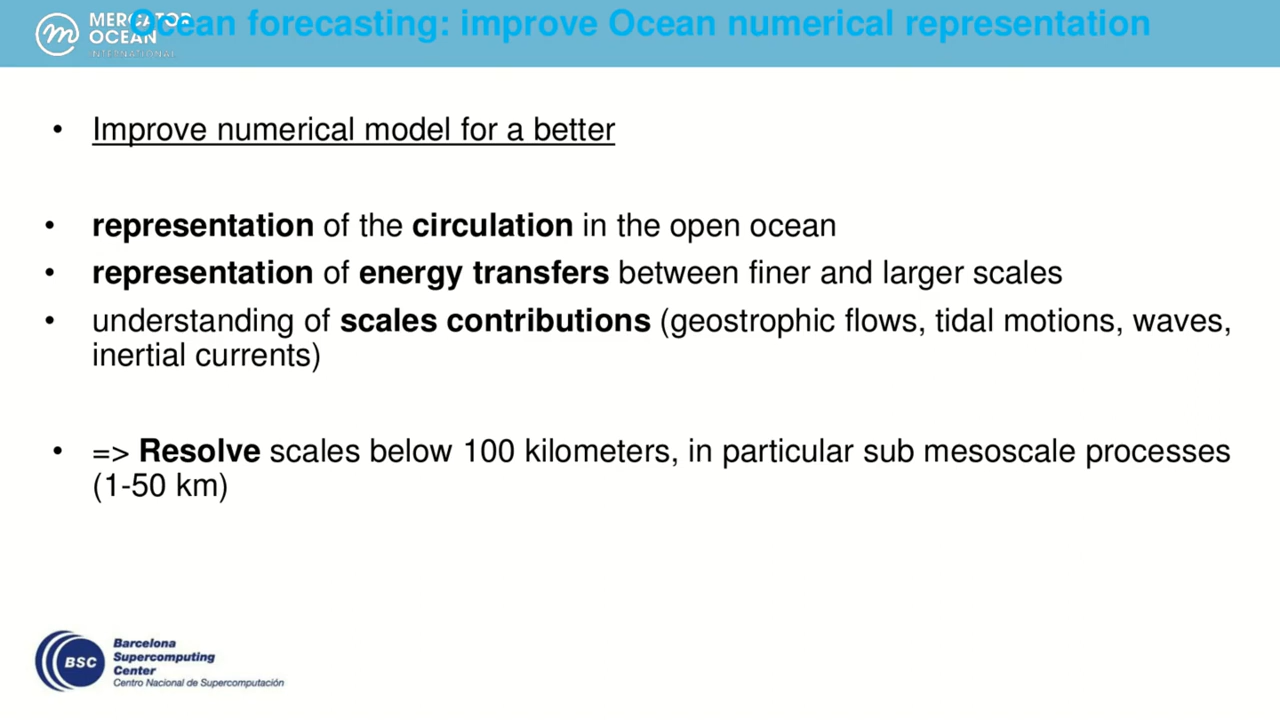 MERCATOR
OCEAN
INTERNATIONAL
Ocean forecasting: improve Ocean numerical representation
• Improve numerical model for a better
• representation of the circulation in the open ocean
• representation of energy transfers between finer and larger scales
• understanding of scales contributions (geostrophic flows, tidal motions, waves,
inertial currents)
• => Resolve scales below 100 kilometers, in particular sub mesoscale processes
(1-50 km)
BSC
Barcelona
Supercomputing
Center
Centro Nacional de Supercomputación